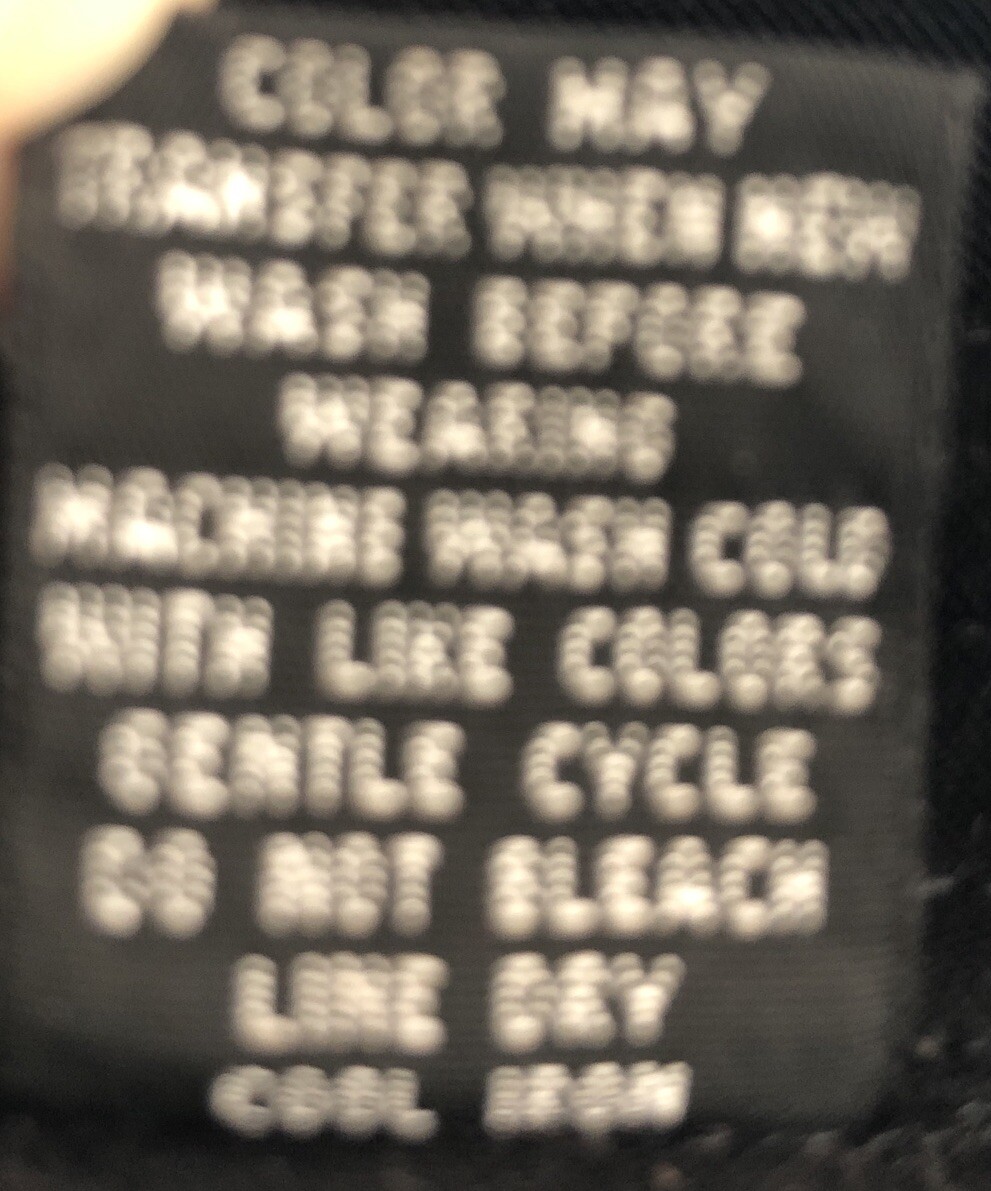 COLOR MAY
TRANSFER WHEN NEW
WASH BEFORE
WEARING
MACHINE WASH COLD
WITH LIKE COLORS
GENTLE CYCLE
DO NOT BLEACH
LINE DRY
COOL IRON